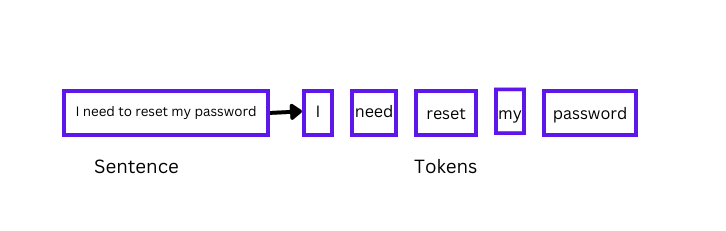 I need to reset my password
I
need
reset
my
password
Sentence
Tokens